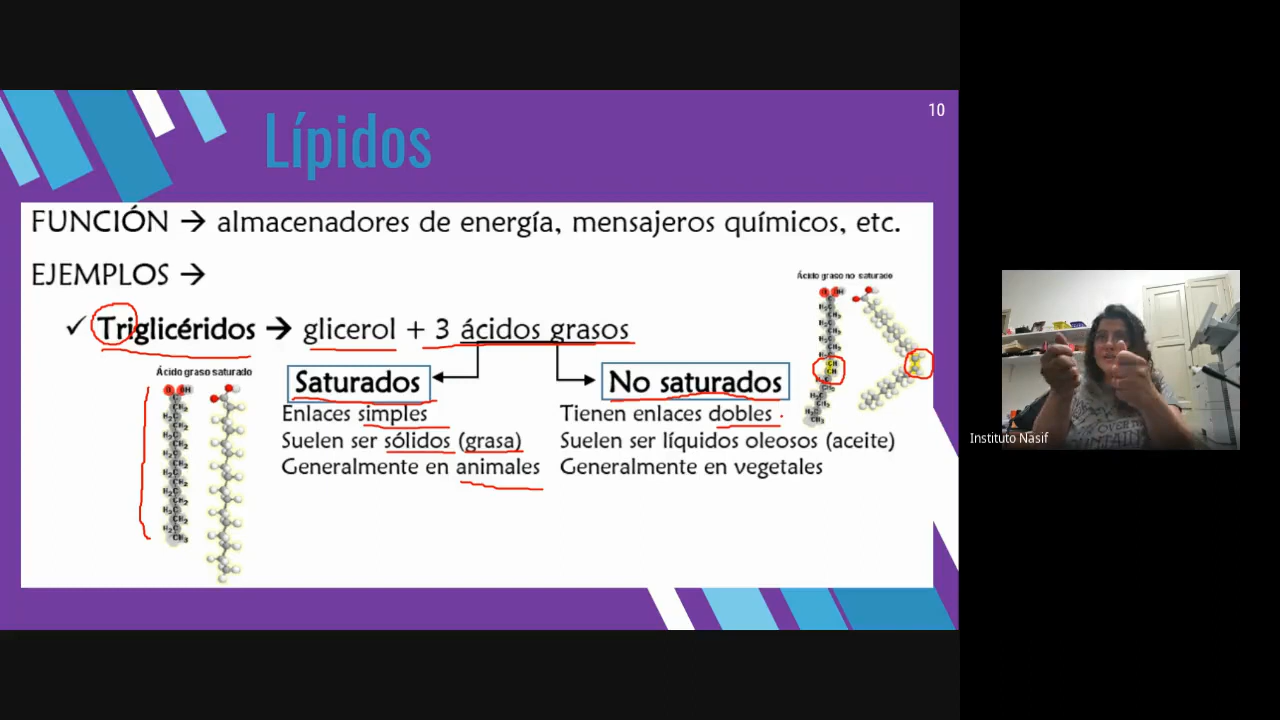 10
Lípidos
FUNCIÓN → almacenadores de energía, mensajeros químicos, etc.
EJEMPLOS →
Ácido graso no saturado
✓ Triglicéridos → glicerol + 3 ácidos grasos
Ácido graso saturado
Saturados
Enlaces simples
Suelen ser sólidos (grasa)
Generalmente en animales
No saturados
Tienen enlaces dobles
Suelen ser líquidos oleosos (aceite)
Generalmente en vegetales
Instituto Nasif